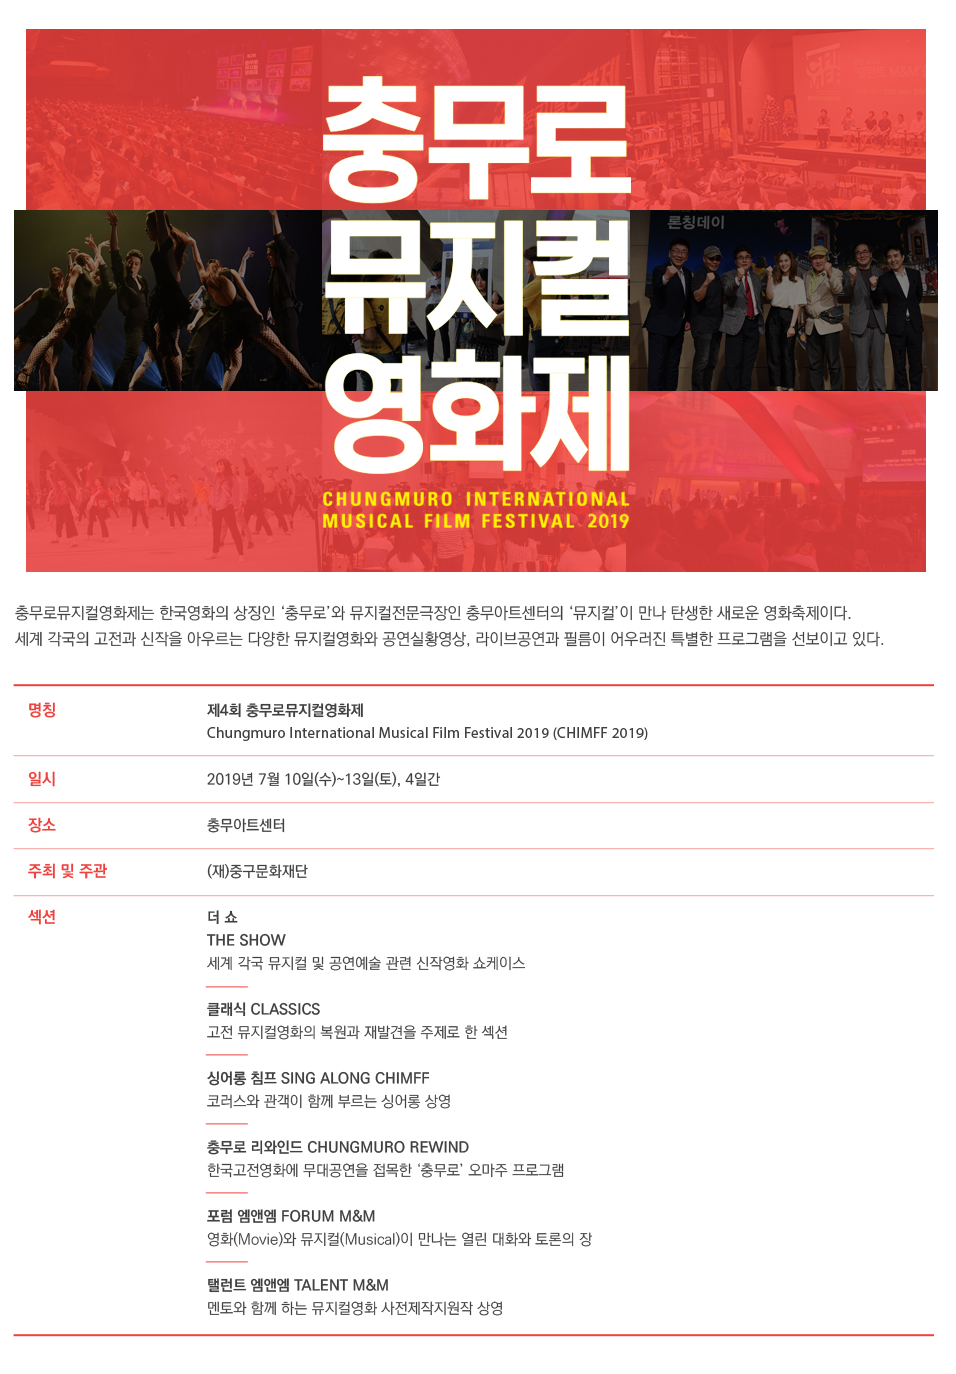 충무로
뮤지컬
영화제
CHUNGMURO INTERNATIONAL
MUSICAL FILM FESTIVAL 2019
론칭데이
충무로뮤지컬영화제는 한국영화의 상징인 ‘충무로’와 뮤지컬전문극장인 충무아트센터의 ‘뮤지컬’이 만나 탄생한 새로운 영화축제이다.
세계 각국의 고전과 신작을 아우르는 다양한 뮤지컬영화와 공연실황영상, 라이브공연과 필름이 어우러진 특별한 프로그램을 선보이고 있다.
명칭
제4회 충무로뮤지컬영화제
Chungmuro International Musical Film Festival 2019 (CHIMFF 2019)
일시
2019년 7월 10일(수)~13일(토), 4일간
장소
충무아트센터
주최 및 주관
(재)중구문화재단
섹션
더 쇼
THE SHOW
세계 각국 뮤지컬 및 공연예술 관련 신작영화 쇼케이스
클래식 CLASSICS
고전 뮤지컬영화의 복원과 재발견을 주제로 한 섹션
싱어롱 침프 SING ALONG CHIMFF
코러스와 관객이 함께 부르는 싱어롱 상영
충무로 리와인드 CHUNGMURO REWIND
한국고전영화에 무대공연을 접목한 ‘충무로’ 오마주 프로그램
포럼 엠앤엠 FORUM M&M
영화(Movie)와 뮤지컬(Musical)이 만나는 열린 대화와 토론의 장
탤런트 엠앤엠 TALENT M&M
멘토와 함께 하는 뮤지컬영화 사전제작지원작 상영